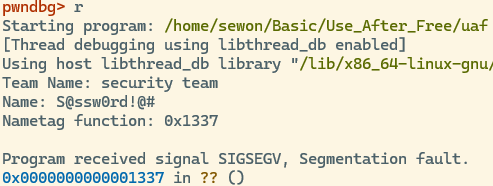 pwndbg> r
Starting program: /home/sewon/Basic/Use_After_Free/uaf
[Thread debugging using libthread_db enabled]
Using host libthread_db library "/lib/x86_64-linux-gnu/
Team Name: security team
Name: S@ssw0rd!@#
Nametag function: 0x1337
Program received signal SIGSEGV, Segmentation fault.
0x0000000000001337 in ?? ()